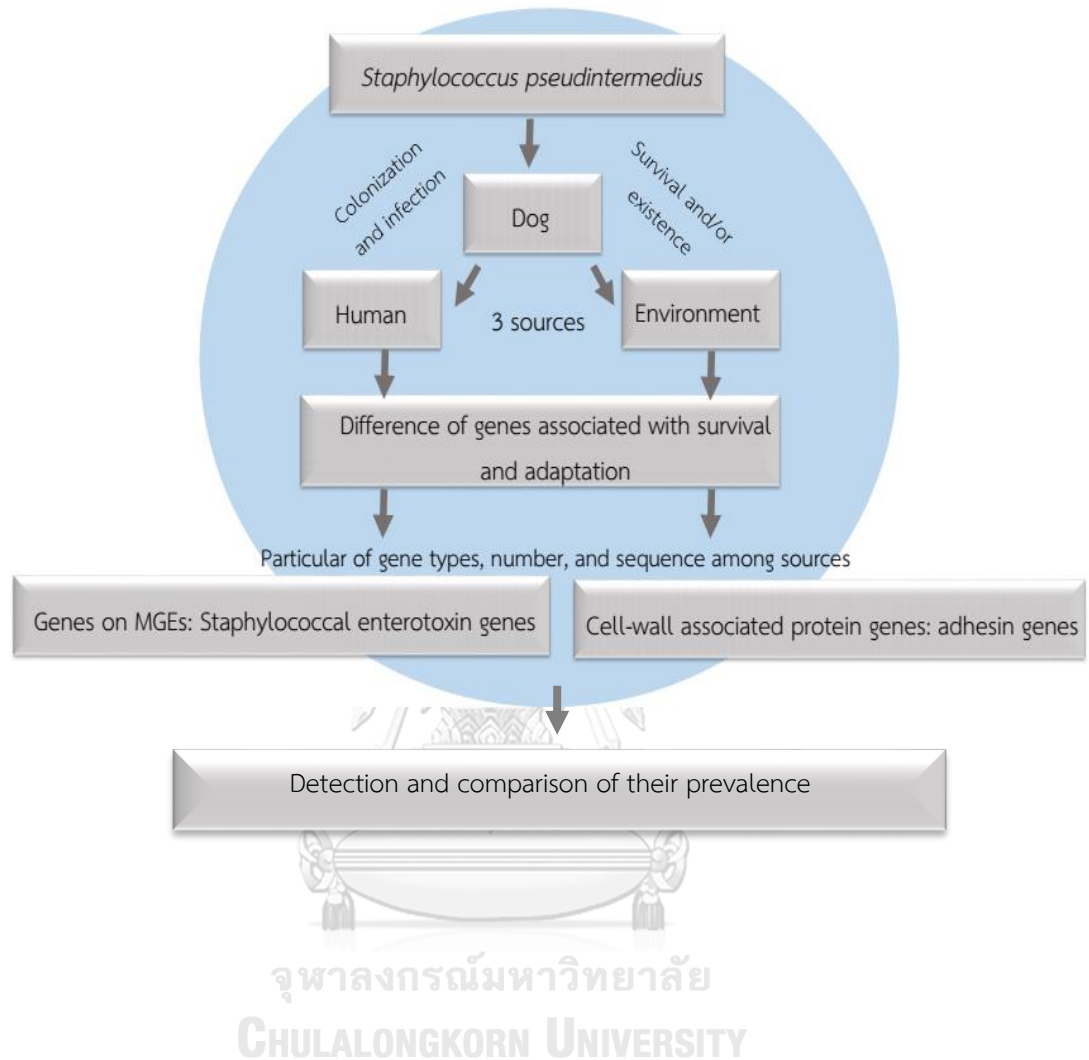 Staphylococcus pseudintermedius
Colonization
and infection
Survival and/or
existence
Dog
Human
3 sources
Environment
Difference of genes associated with survival
and adaptation
Particular of gene types, number, and sequence among sources
Genes on MGEs: Staphylococcal enterotoxin genes
Cell-wall associated protein genes: adhesin genes
Detection and comparison of their prevalence
จุฬาลงกรณ์มหาวิทยาลัย
CHULALONGKORN UNIVERSITY